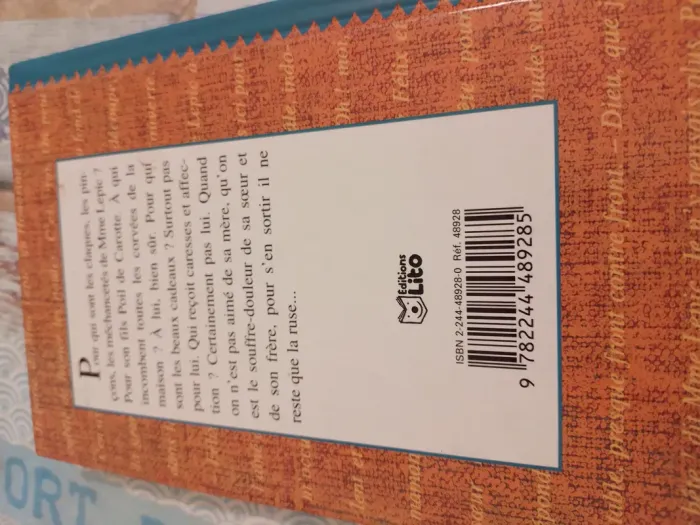 Pour qui sont les claques, les pin-
çons, les méchancetés de Mme Lepic ?
Pour son fils Poil de Carotte. À qui
incombent toutes les corvées de la
maison ? À lui, bien sûr. Pour qui
sont les beaux cadeaux ? Surtout pas
pour lui. Qui reçoit caresses et affec-
tion ? Certainement pas lui. Quand
on n'est pas aimé de sa mère, qu'on
est le souffre-douleur de sa sœur et
de son frère, pour s'en sortir il ne
reste que la ruse...
Editions
Lito
ISBN 2-244-48928-0 Réf. 48928
9 782244 489285
Dieu, que
ORT